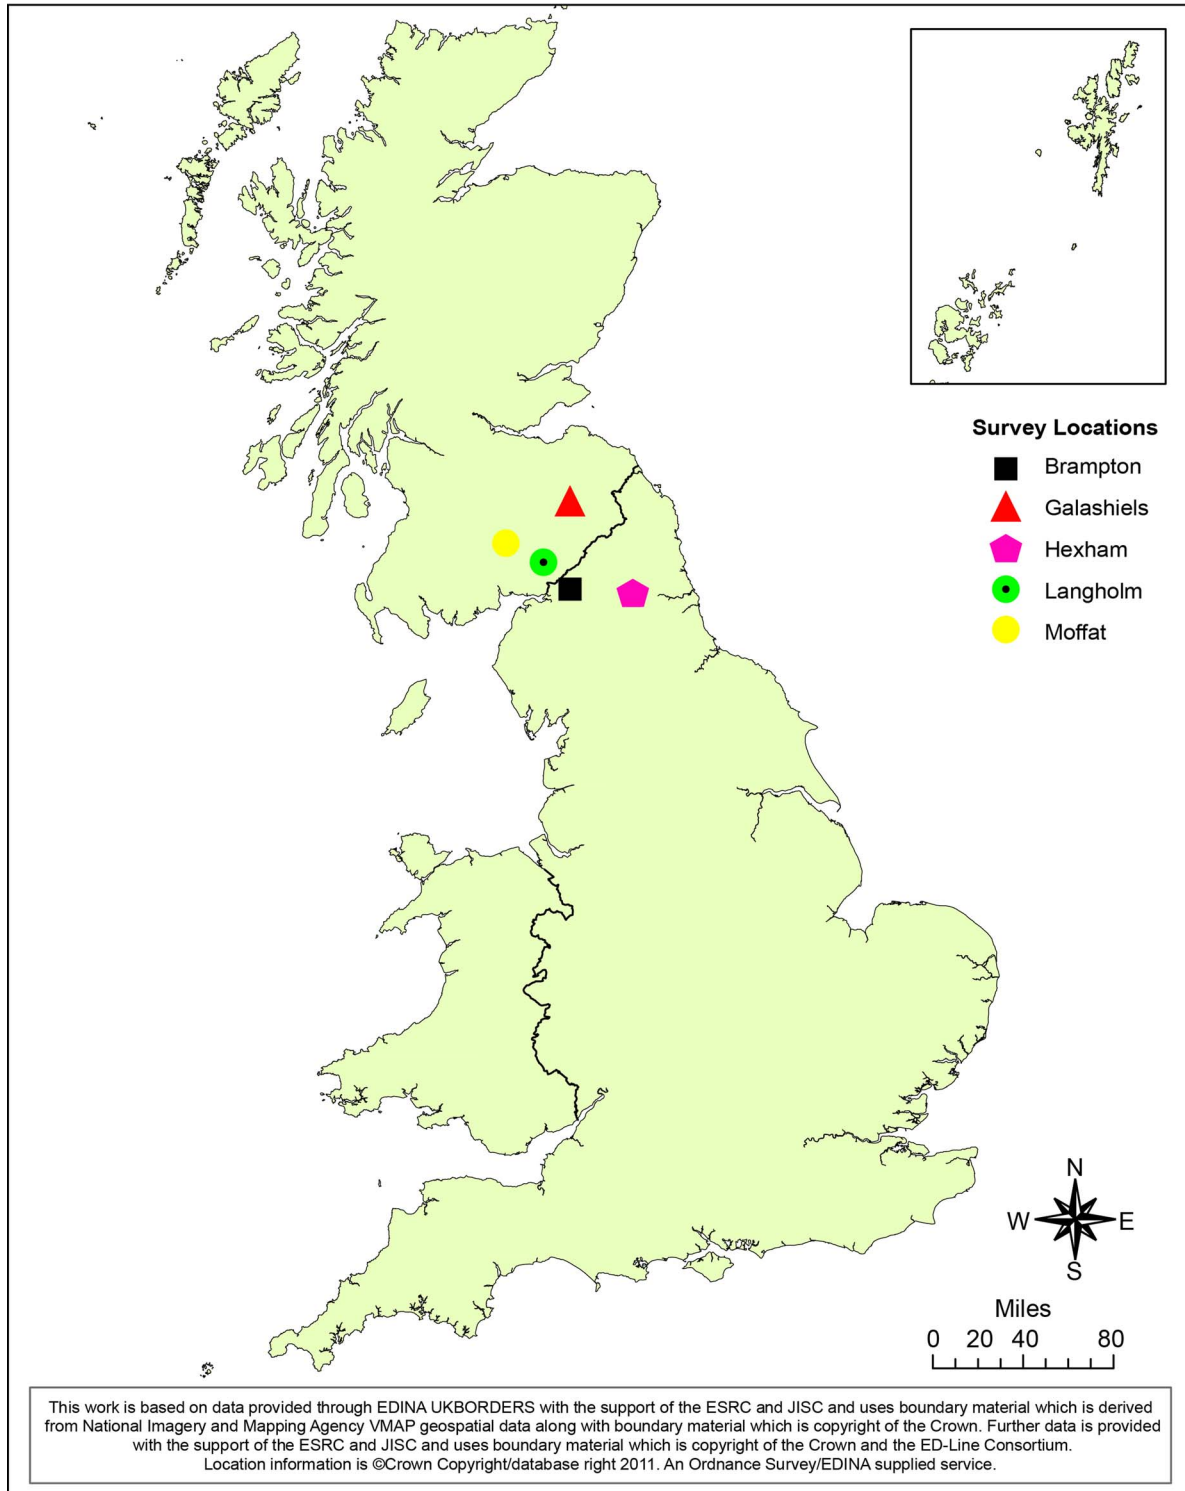 Survey Locations
Brampton
Galashiels
Hexham
Langholm
Moffat
N
W E
S
Miles
0 20 40 80
This work is based on data provided through EDINA UKBORDERS with the support of the ESRC and JISC and uses boundary material which is derived
from National Imagery and Mapping Agency VMAP geospatial data along with boundary material which is copyright of the Crown. Further data is provided
with the support of the ESRC and JISC and uses boundary material which is copyright of the Crown and the ED-Line Consortium.
Location information is ©Crown Copyright/database right 2011. An Ordnance Survey/EDINA supplied service.